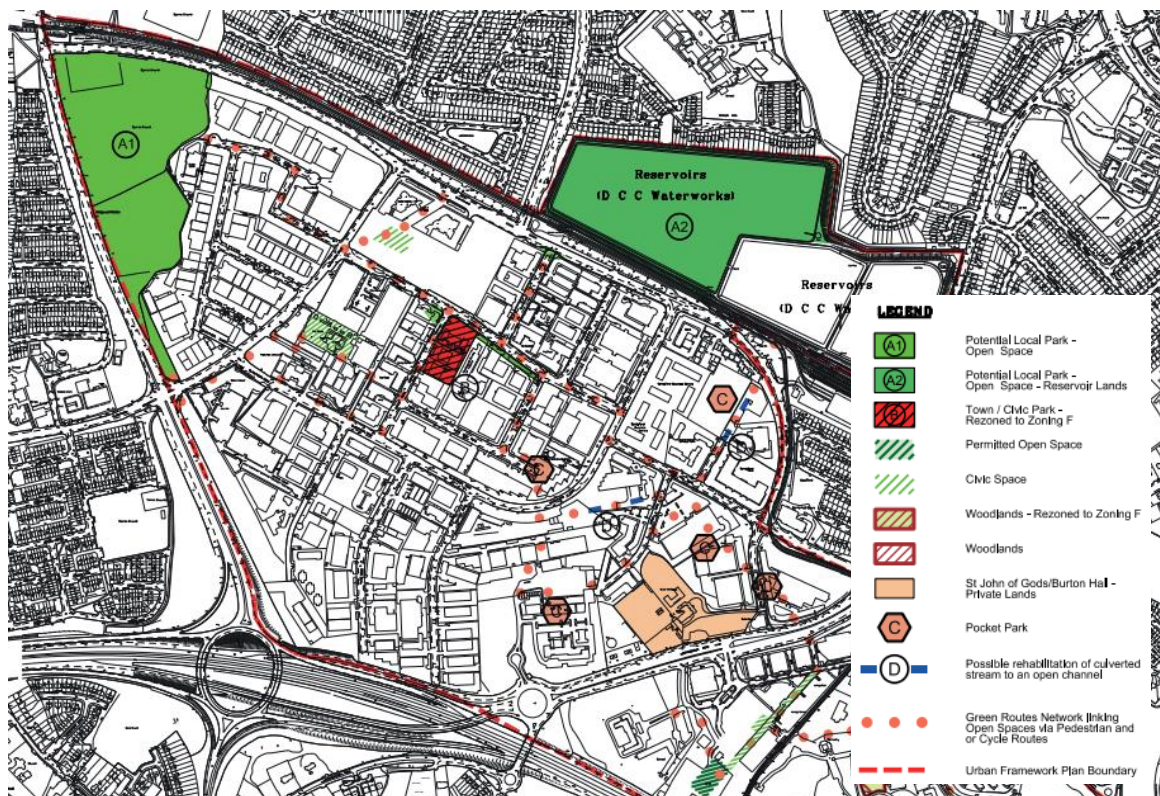 A1
Reservoirs
(D C C Waterworks)
A2
Reservoirs
(D C C W
B
C
D
C
D
C
C
C
LEGEND
A1
Potential Local Park -
Open Space
A2
Potential Local Park -
Open Space - Reservoir Lands
B
Town / Civic Park -
Rezoned to Zoning F
Permitted Open Space
Civic Space
Woodlands - Rezoned to Zoning F
Woodlands
St John of Gods/Burton Hall -
Private Lands
C
Pocket Park
D
Possible rehabilitation of culverted
stream to an open channel
Green Routes Network linking
Open Spaces via Pedestrian and
or Cycle Routes
Urban Framework Plan Boundary